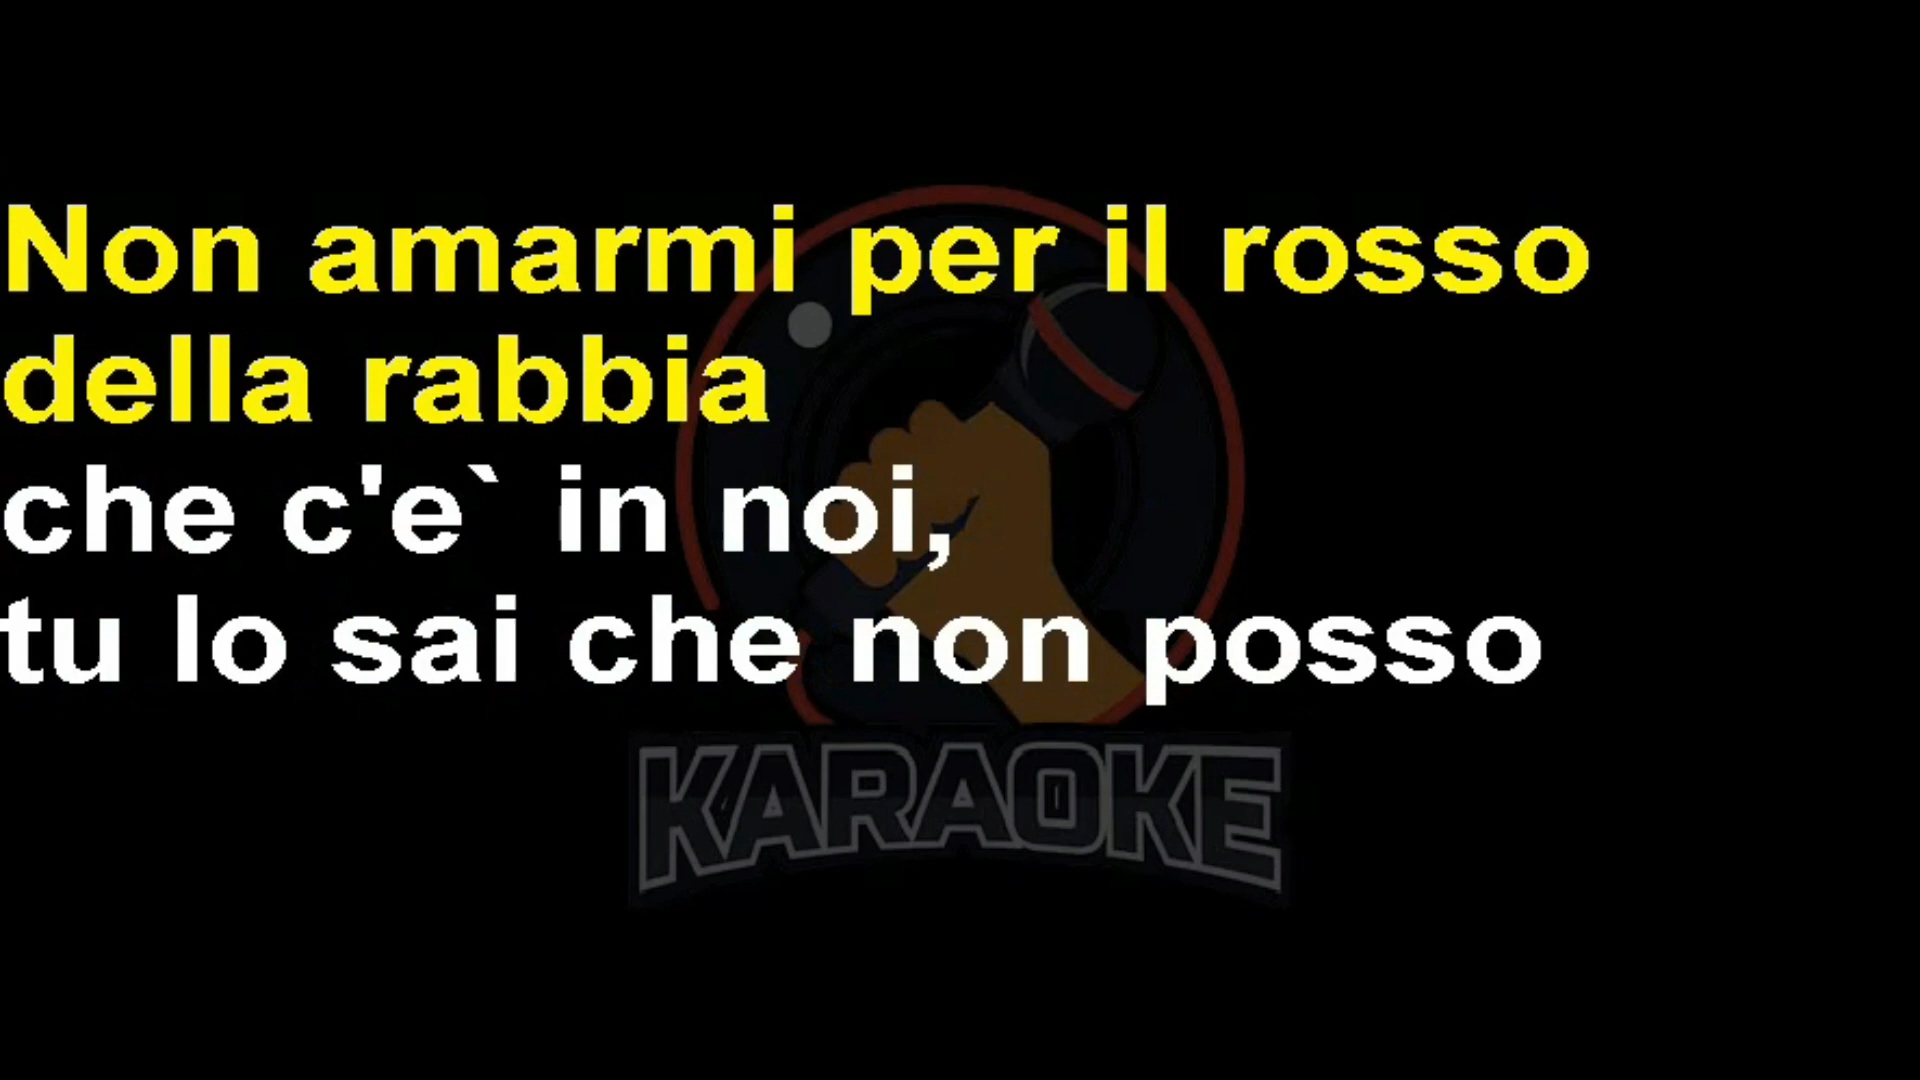 Non amarmi per il rosso
della rabbia
che c'e` in noi,
tu lo sai che non posso
KARAOKE